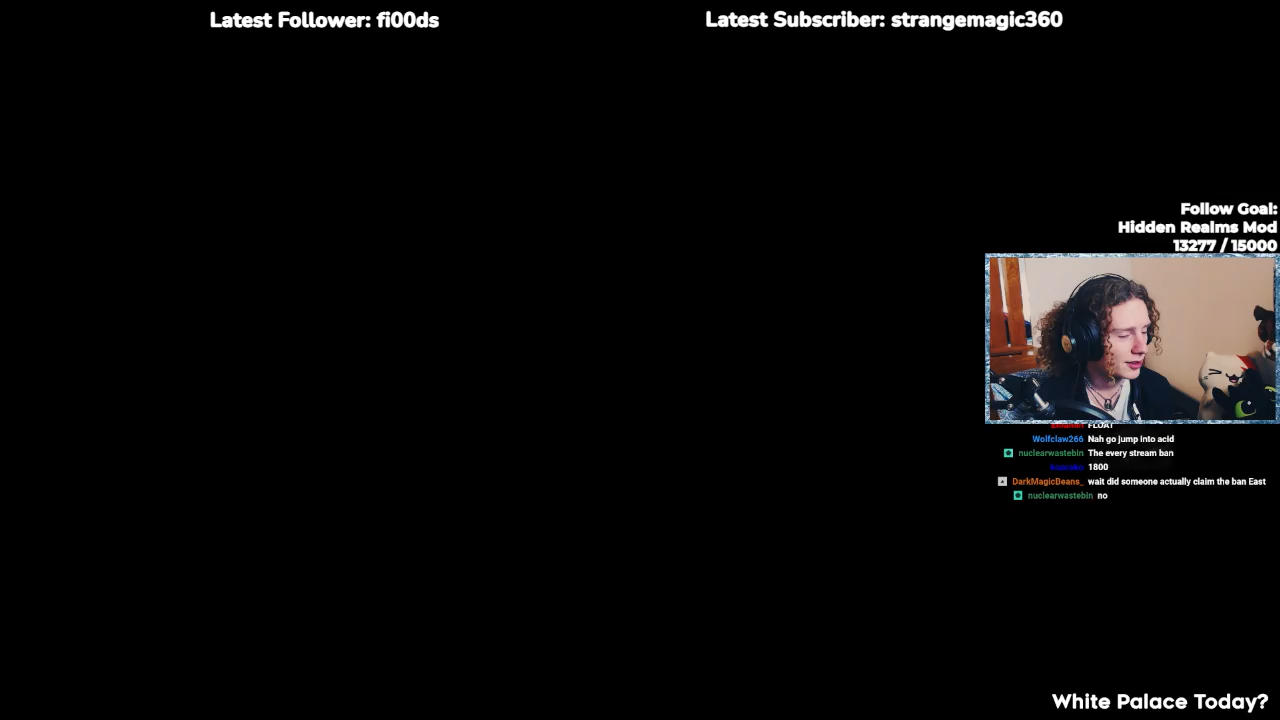 Latest Follower: fi00ds
Latest Subscriber: strangemagic360
Follow Goal:
Hidden Realms Mod
13277 / 15000
FLOAT
Wolfclaw266 Nah go jump into acid
nuclearwastebin The every stream ban
1800
DarkMagicBeans_ wait did someone actually claim the ban East
nuclearwastebin no
White Palace Today?